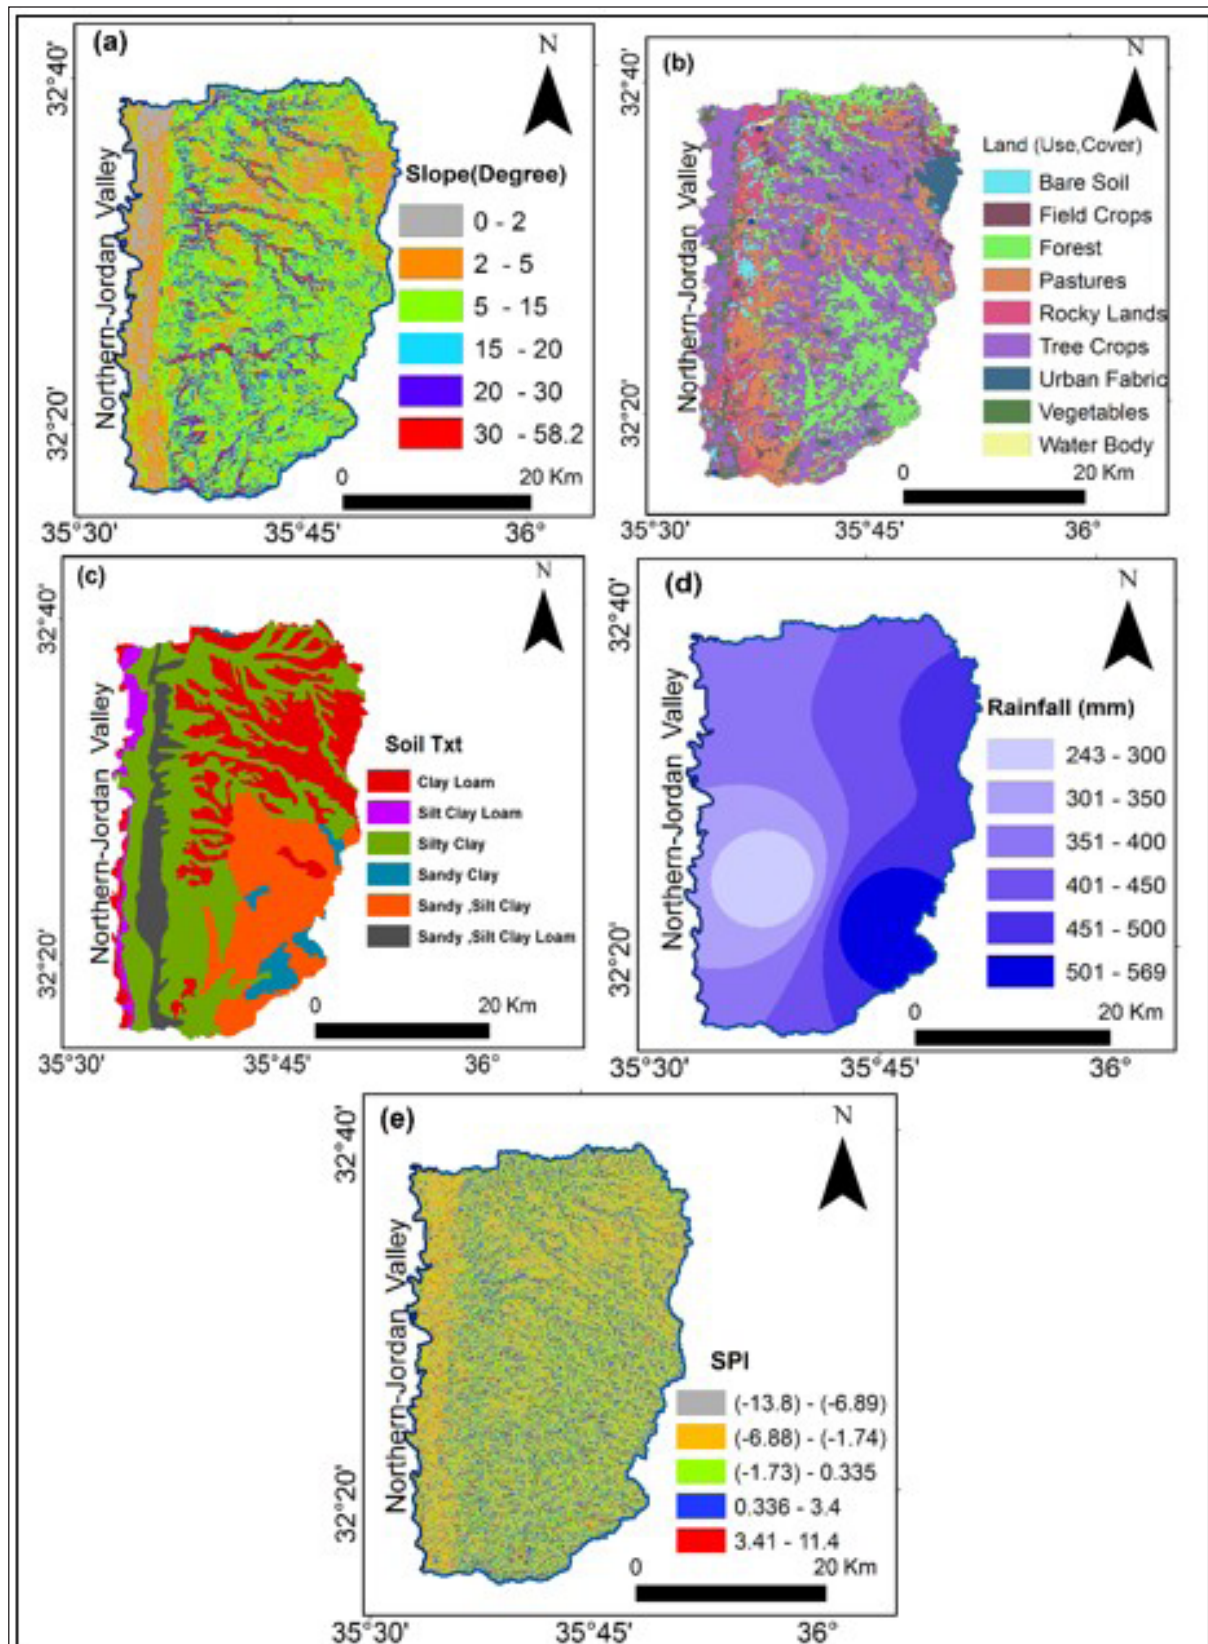 (a)
N
32°40'
32°20'
Northern-Jordan Valley
Slope(Degree)
0 - 2
2 - 5
5 - 15
15 - 20
20 - 30
30 - 58.2
0 20 Km
35°30' 35°45' 36°
(b)
N
32°40'
32°20'
Northern-Jordan Valley
Land (Use,Cover)
Bare Soil
Field Crops
Forest
Pastures
Rocky Lands
Tree Crops
Urban Fabric
Vegetables
Water Body
0 20 Km
35°30' 35°45' 36°
(c)
N
32°40'
32°20'
Northern-Jordan Valley
Soil Txt
Clay Loam
Silt Clay Loam
Silty Clay
Sandy Clay
Sandy ,Silt Clay
Sandy ,Silt Clay Loam
0 20 Km
35°30' 35°45' 36°
(d)
N
32°40'
32°20'
Northern-Jordan Valley
Rainfall (mm)
243 - 300
301 - 350
351 - 400
401 - 450
451 - 500
501 - 569
0 20 Km
35°30' 35°45' 36°
(e)
N
32°40'
32°20'
Northern-Jordan Valley
SPI
(-13.8) - (-6.89)
(-6.88) - (-1.74)
(-1.73) - 0.335
0.336 - 3.4
3.41 - 11.4
0 20 Km
35°30' 35°45' 36°